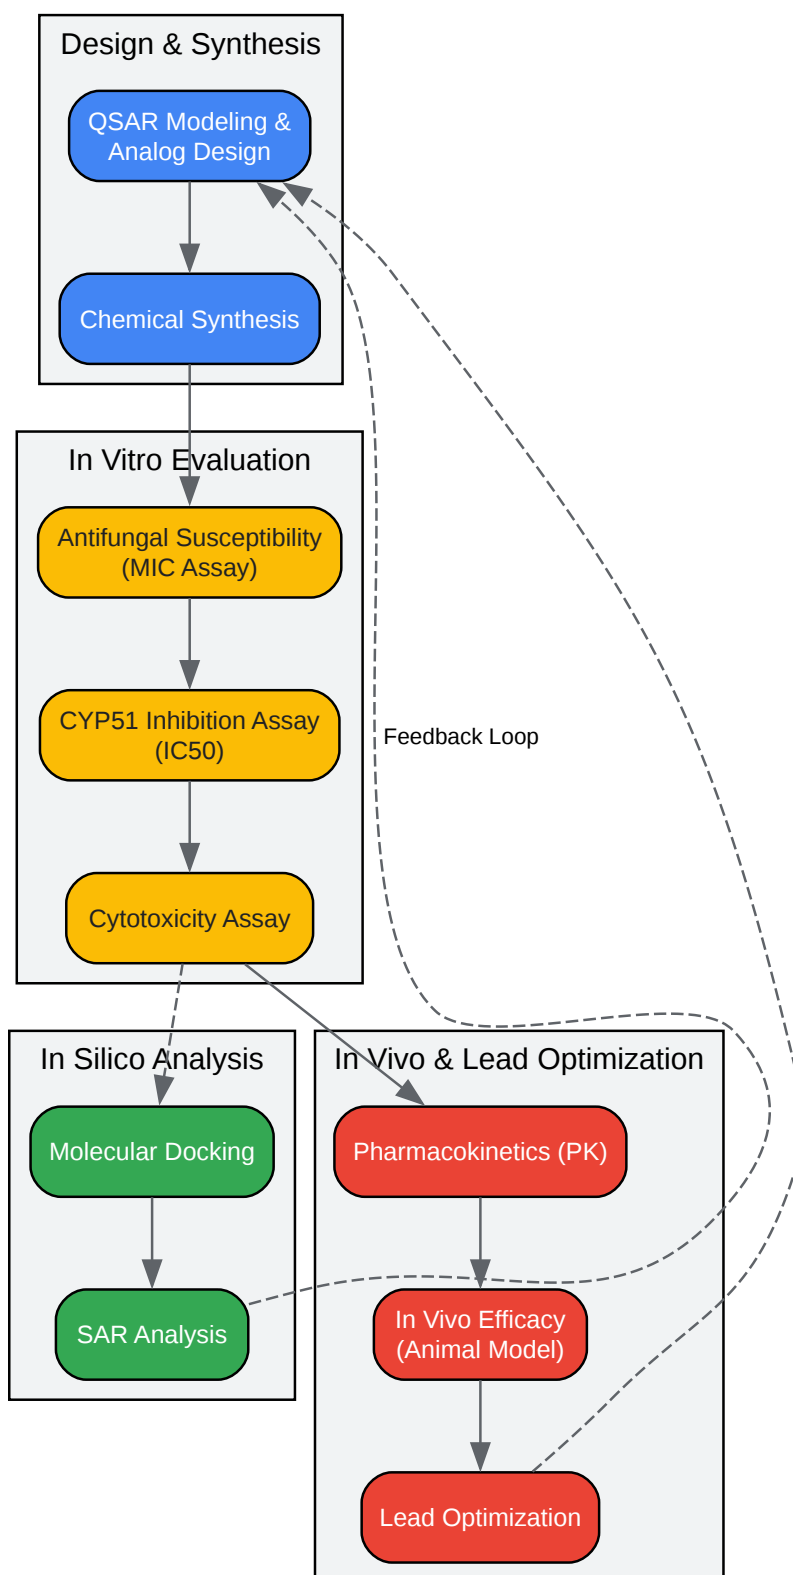 Design & Synthesis
QSAR Modeling &
Analog Design
Chemical Synthesis
In Vitro Evaluation
Antifungal Susceptibility
(MIC Assay)
CYP51 Inhibition Assay
(IC50)
Feedback Loop
Cytotoxicity Assay
In Silico Analysis
Molecular Docking
SAR Analysis
In Vivo & Lead Optimization
Pharmacokinetics (PK)
In Vivo Efficacy
(Animal Model)
Lead Optimization